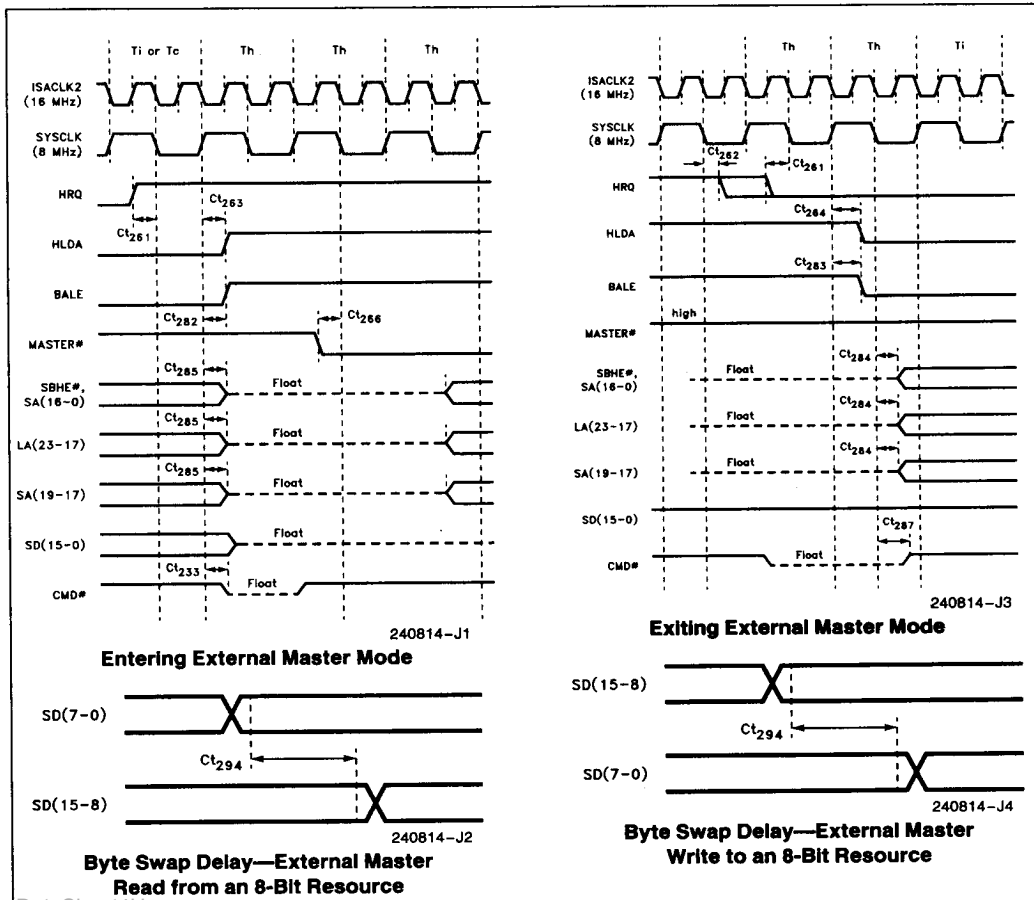 Ti or Tc Th Th Th
ISACLK2
(16 MHz)
SYSCLK
(8 MHz)
HRQ
Ct261
Ct263
HLDA
BALE
Ct282
Ct266
MASTER#
Ct285
SBHE#,
SA(16-0)
Float
Ct285
LA(23-17)
Float
Ct285
SA(19-17)
Float
SD(15-0)
Float
Ct233
CMD#
Float
240814-J1
Entering External Master Mode
Th Th Ti
ISACLK2
(16 MHz)
SYSCLK
(8 MHz)
Ct262
Ct261
HRQ
Ct264
HLDA
Ct283
BALE
high
MASTER#
Ct284
SBHE#,
SA(16-0)
Float
Ct284
LA(23-17)
Float
Ct284
SA(19-17)
Float
SD(15-0)
Ct287
CMD#
Float
240814-J3
Exiting External Master Mode
SD(7-0)
Ct294
SD(15-8)
240814-J2
Byte Swap Delay—External Master
Read from an 8-Bit Resource
SD(15-8)
Ct294
SD(7-0)
240814-J4
Byte Swap Delay—External Master
Write to an 8-Bit Resource